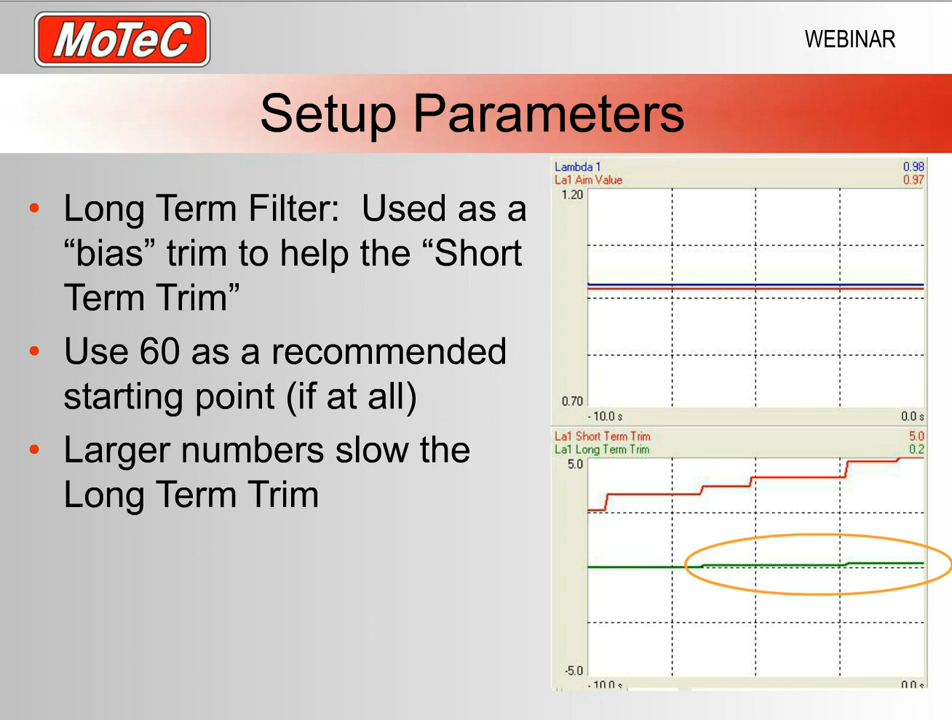 MoTeC
WEBINAR
Setup Parameters
• Long Term Filter:  Used as a
“bias” trim to help the “Short
Term Trim”
• Use 60 as a recommended
starting point (if at all)
• Larger numbers slow the
Long Term Trim
Lambda 1 0.98
La1 Aim Value 0.97
1.20
0.70
- 10.0 s 0.0 s
La1 Short Term Trim 5.0
La1 Long Term Trim 0.2
5.0
-5.0
- 10.0 s 0.0 s